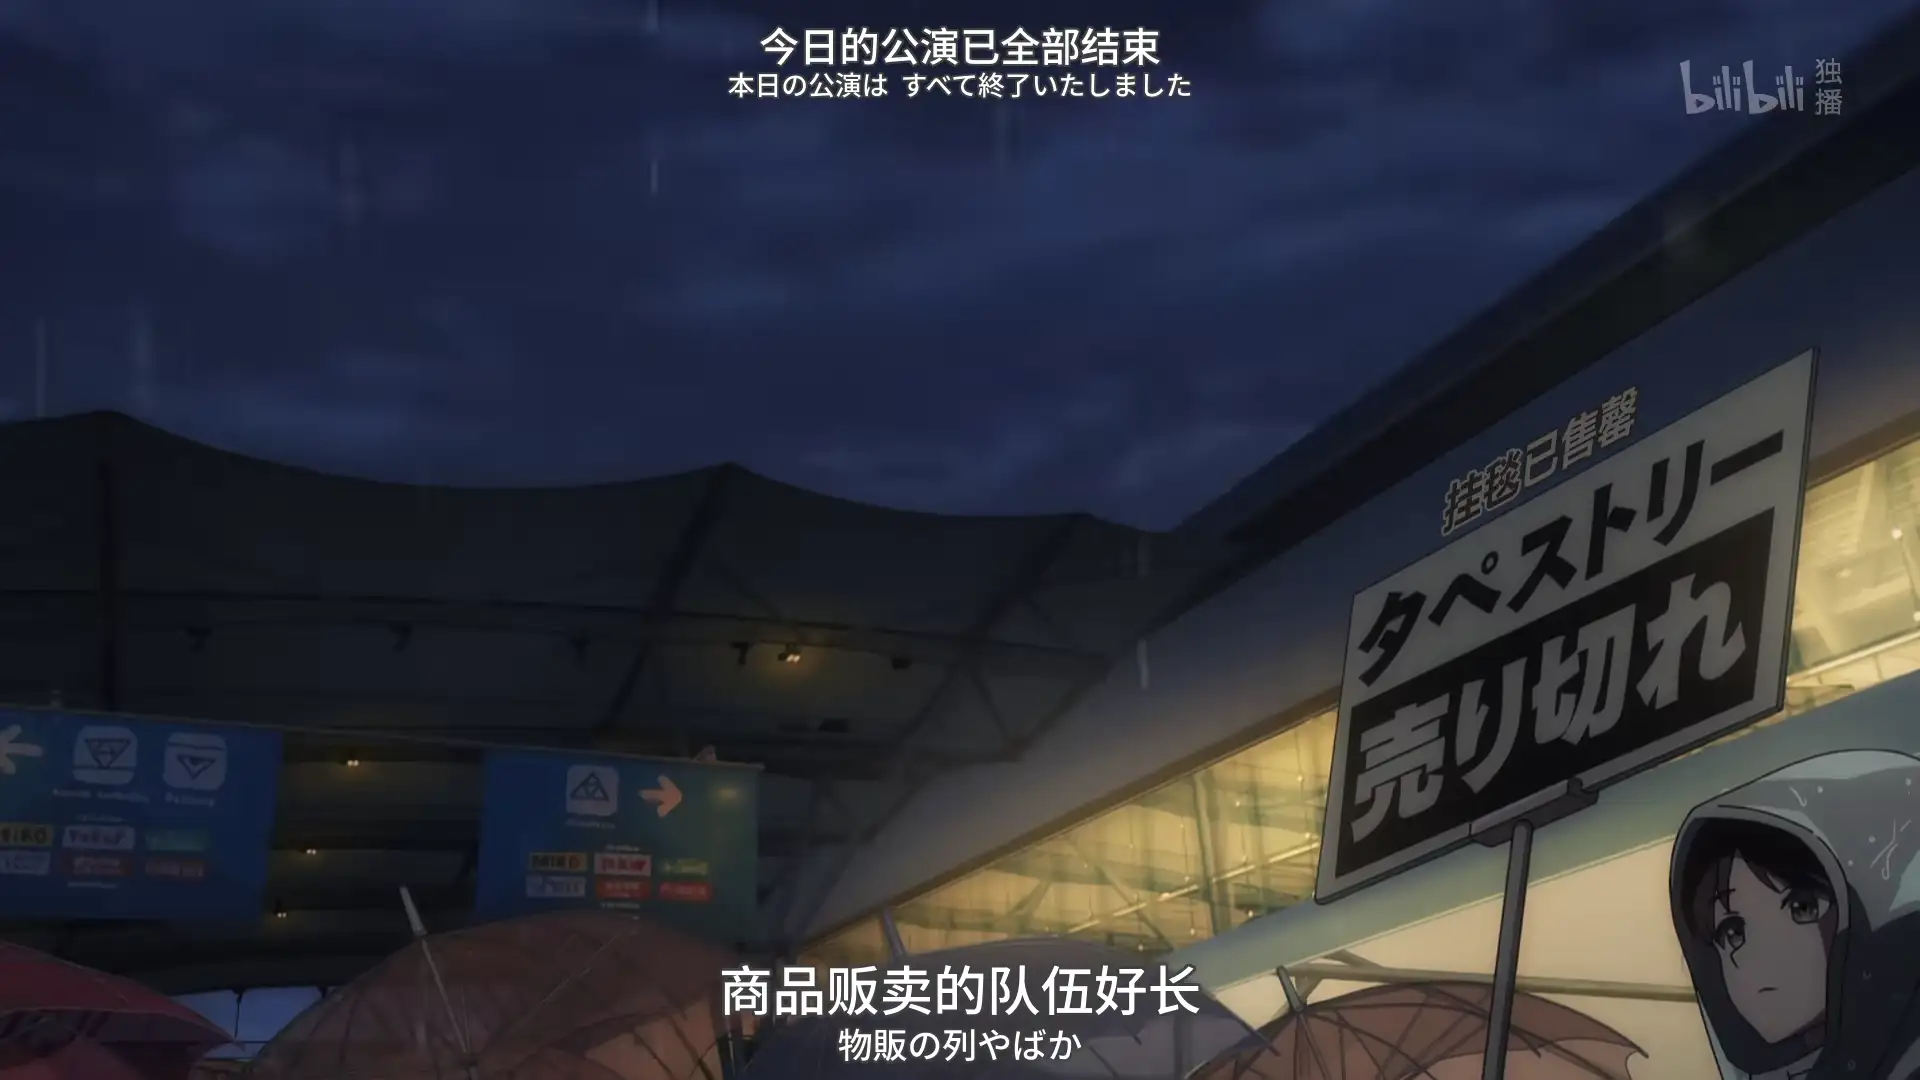 今日的公演已全部结束
本日の公演は すべて終了いたしました
bilibili 独播
挂毯已售罄
タペストリー
売り切れ
商品贩卖的队伍好长
物販の列やばか